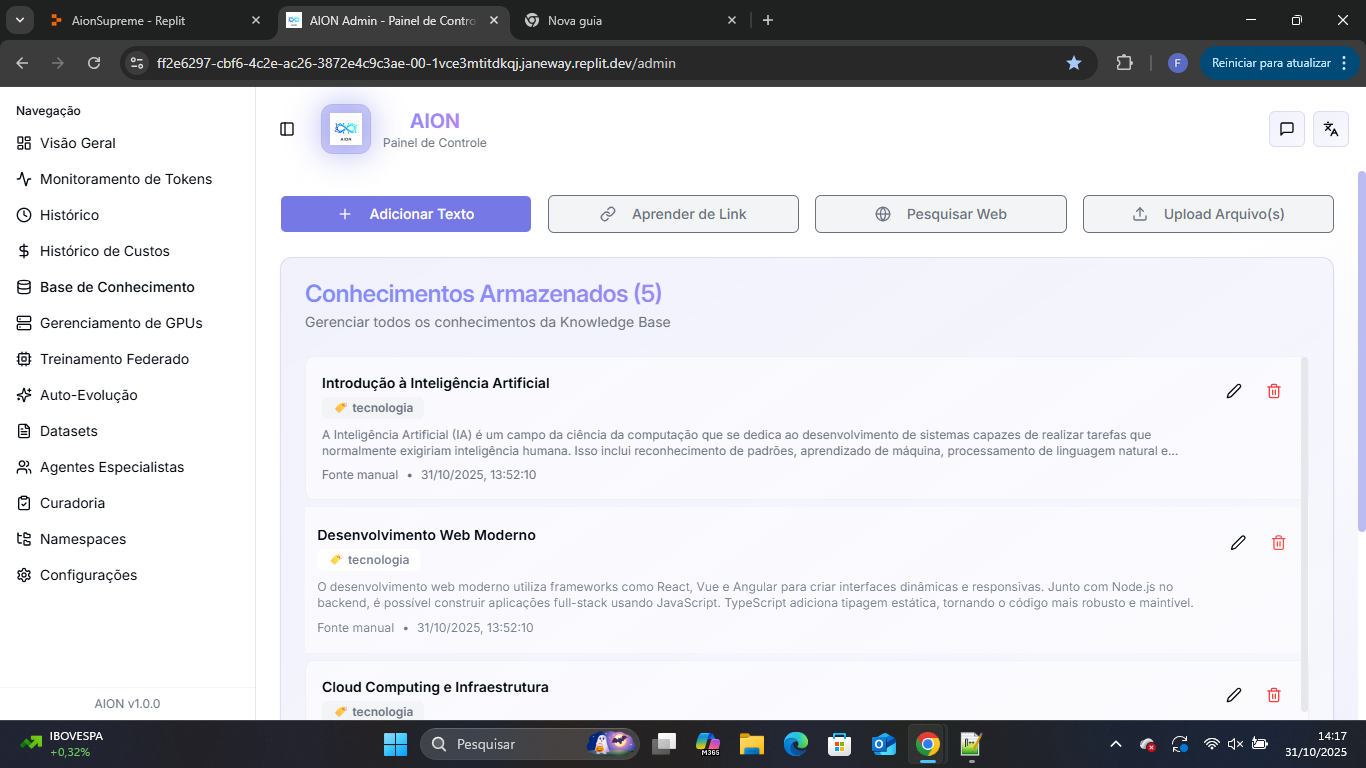 AionSupreme - Replit
AION Admin - Painel de Contro
Nova guia
ff2e6297-cbf6-4c2e-ac26-3872e4c9c3ae-00-1vce3mtitdkqj.janeway.replit.dev/admin
F
Reiniciar para atualizar
Navegação
Visão Geral
Monitoramento de Tokens
Histórico
Histórico de Custos
Base de Conhecimento
Gerenciamento de GPUs
Treinamento Federado
Auto-Evolução
Datasets
Agentes Especialistas
Curadoria
Namespaces
Configurações
AION v1.0.0
AION
AION
Painel de Controle
Adicionar Texto
Aprender de Link
Pesquisar Web
Upload Arquivo(s)
Conhecimentos Armazenados (5)
Gerenciar todos os conhecimentos da Knowledge Base
Introdução à Inteligência Artificial
tecnologia
A Inteligência Artificial (IA) é um campo da ciência da computação que se dedica ao desenvolvimento de sistemas capazes de realizar tarefas que
normalmente exigiriam inteligência humana. Isso inclui reconhecimento de padrões, aprendizado de máquina, processamento de linguagem natural e...
Fonte manual • 31/10/2025, 13:52:10
Desenvolvimento Web Moderno
tecnologia
O desenvolvimento web moderno utiliza frameworks como React, Vue e Angular para criar interfaces dinâmicas e responsivas. Junto com Node.js no
backend, é possível construir aplicações full-stack usando JavaScript. TypeScript adiciona tipagem estática, tornando o código mais robusto e maintível.
Fonte manual • 31/10/2025, 13:52:10
Cloud Computing e Infraestrutura
tecnologia
IBOVESPA
+0,32%
Pesquisar
M365
14:17
31/10/2025